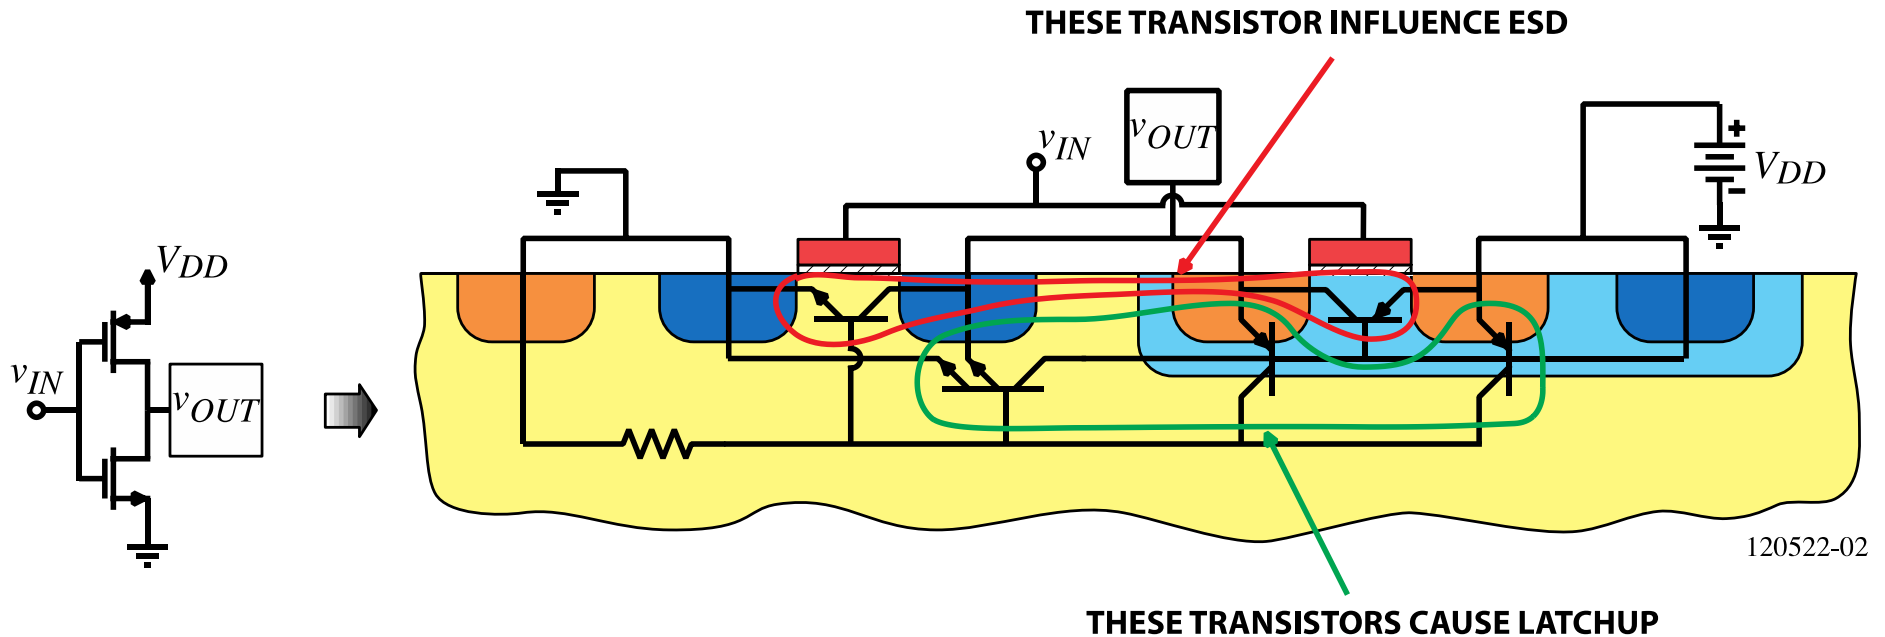 THESE TRANSISTOR INFLUENCE ESD
vIN
vOUT
+
VDD
-
VDD
vIN
vOUT
120522-02
THESE TRANSISTORS CAUSE LATCHUP